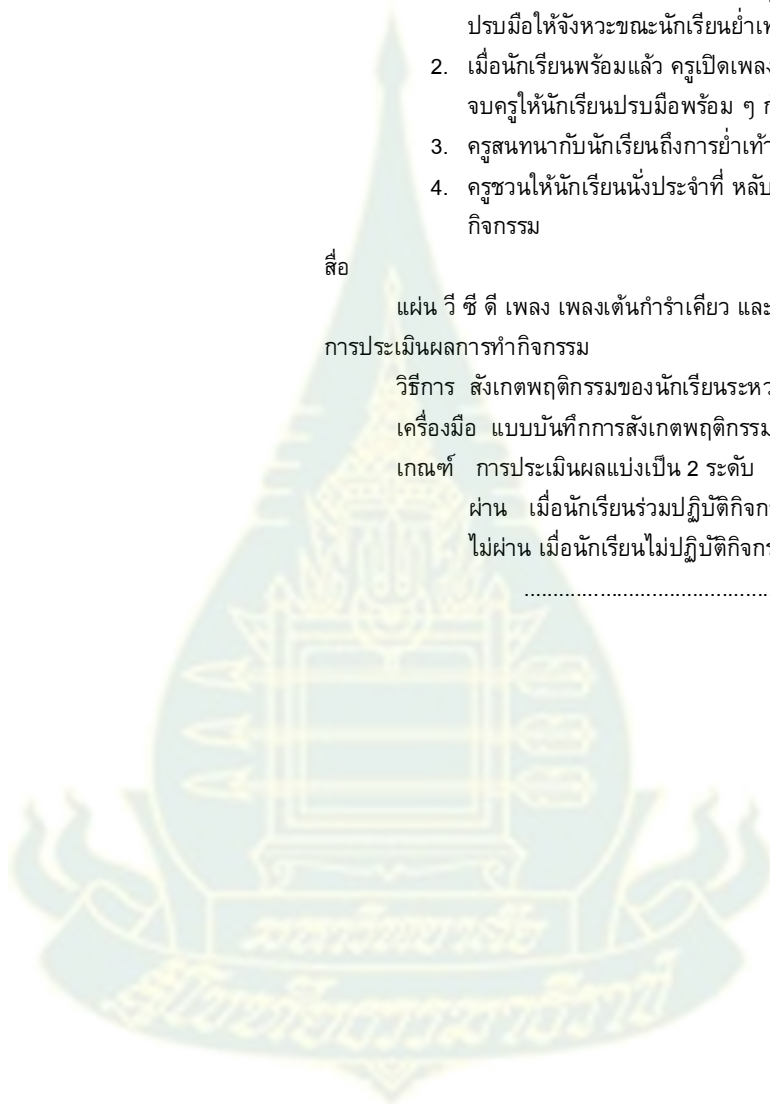 ปรบมือให้จังหวะขณะนักเรียนย่ำเท้
2. เมื่อนักเรียนพร้อมแล้ว ครูเปิดเพลง
จบครูให้นักเรียนปรบมือพร้อม ๆ ก
3. ครูสนทนากับนักเรียนถึงการย่ำเท้า
4. ครูชวนให้นักเรียนนั่งประจำที่ หลับ
กิจกรรม
สื่อ
แผ่น วี ซี ดี เพลง เพลงเต้นกำรำเคียว และ
การประเมินผลการทำกิจกรรม
วิธีการ สังเกตพฤติกรรมของนักเรียนระหว
เครื่องมือ แบบบันทึกการสังเกตพฤติกรรม
เกณฑ์ การประเมินผลแบ่งเป็น 2 ระดับ
ผ่าน เมื่อนักเรียนร่วมปฏิบัติกิจก
ไม่ผ่าน เมื่อนักเรียนไม่ปฏิบัติกิจกร
...........................................